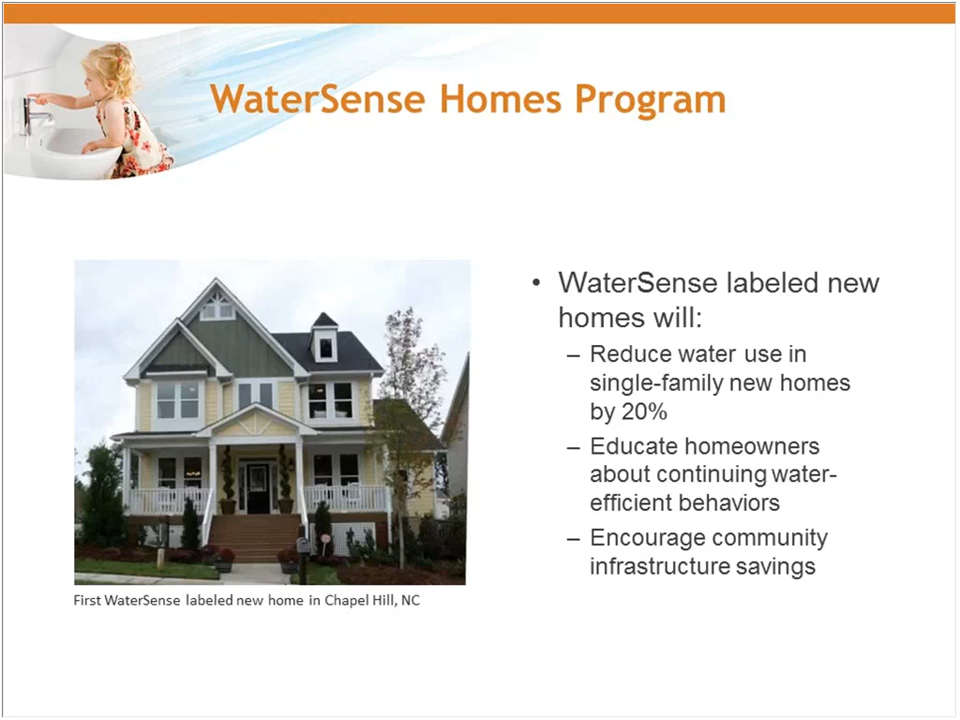 WaterSense Homes Program
• WaterSense labeled new
homes will:
– Reduce water use in
single-family new homes
by 20%
– Educate homeowners
about continuing water-
efficient behaviors
– Encourage community
infrastructure savings
First WaterSense labeled new home in Chapel Hill, NC